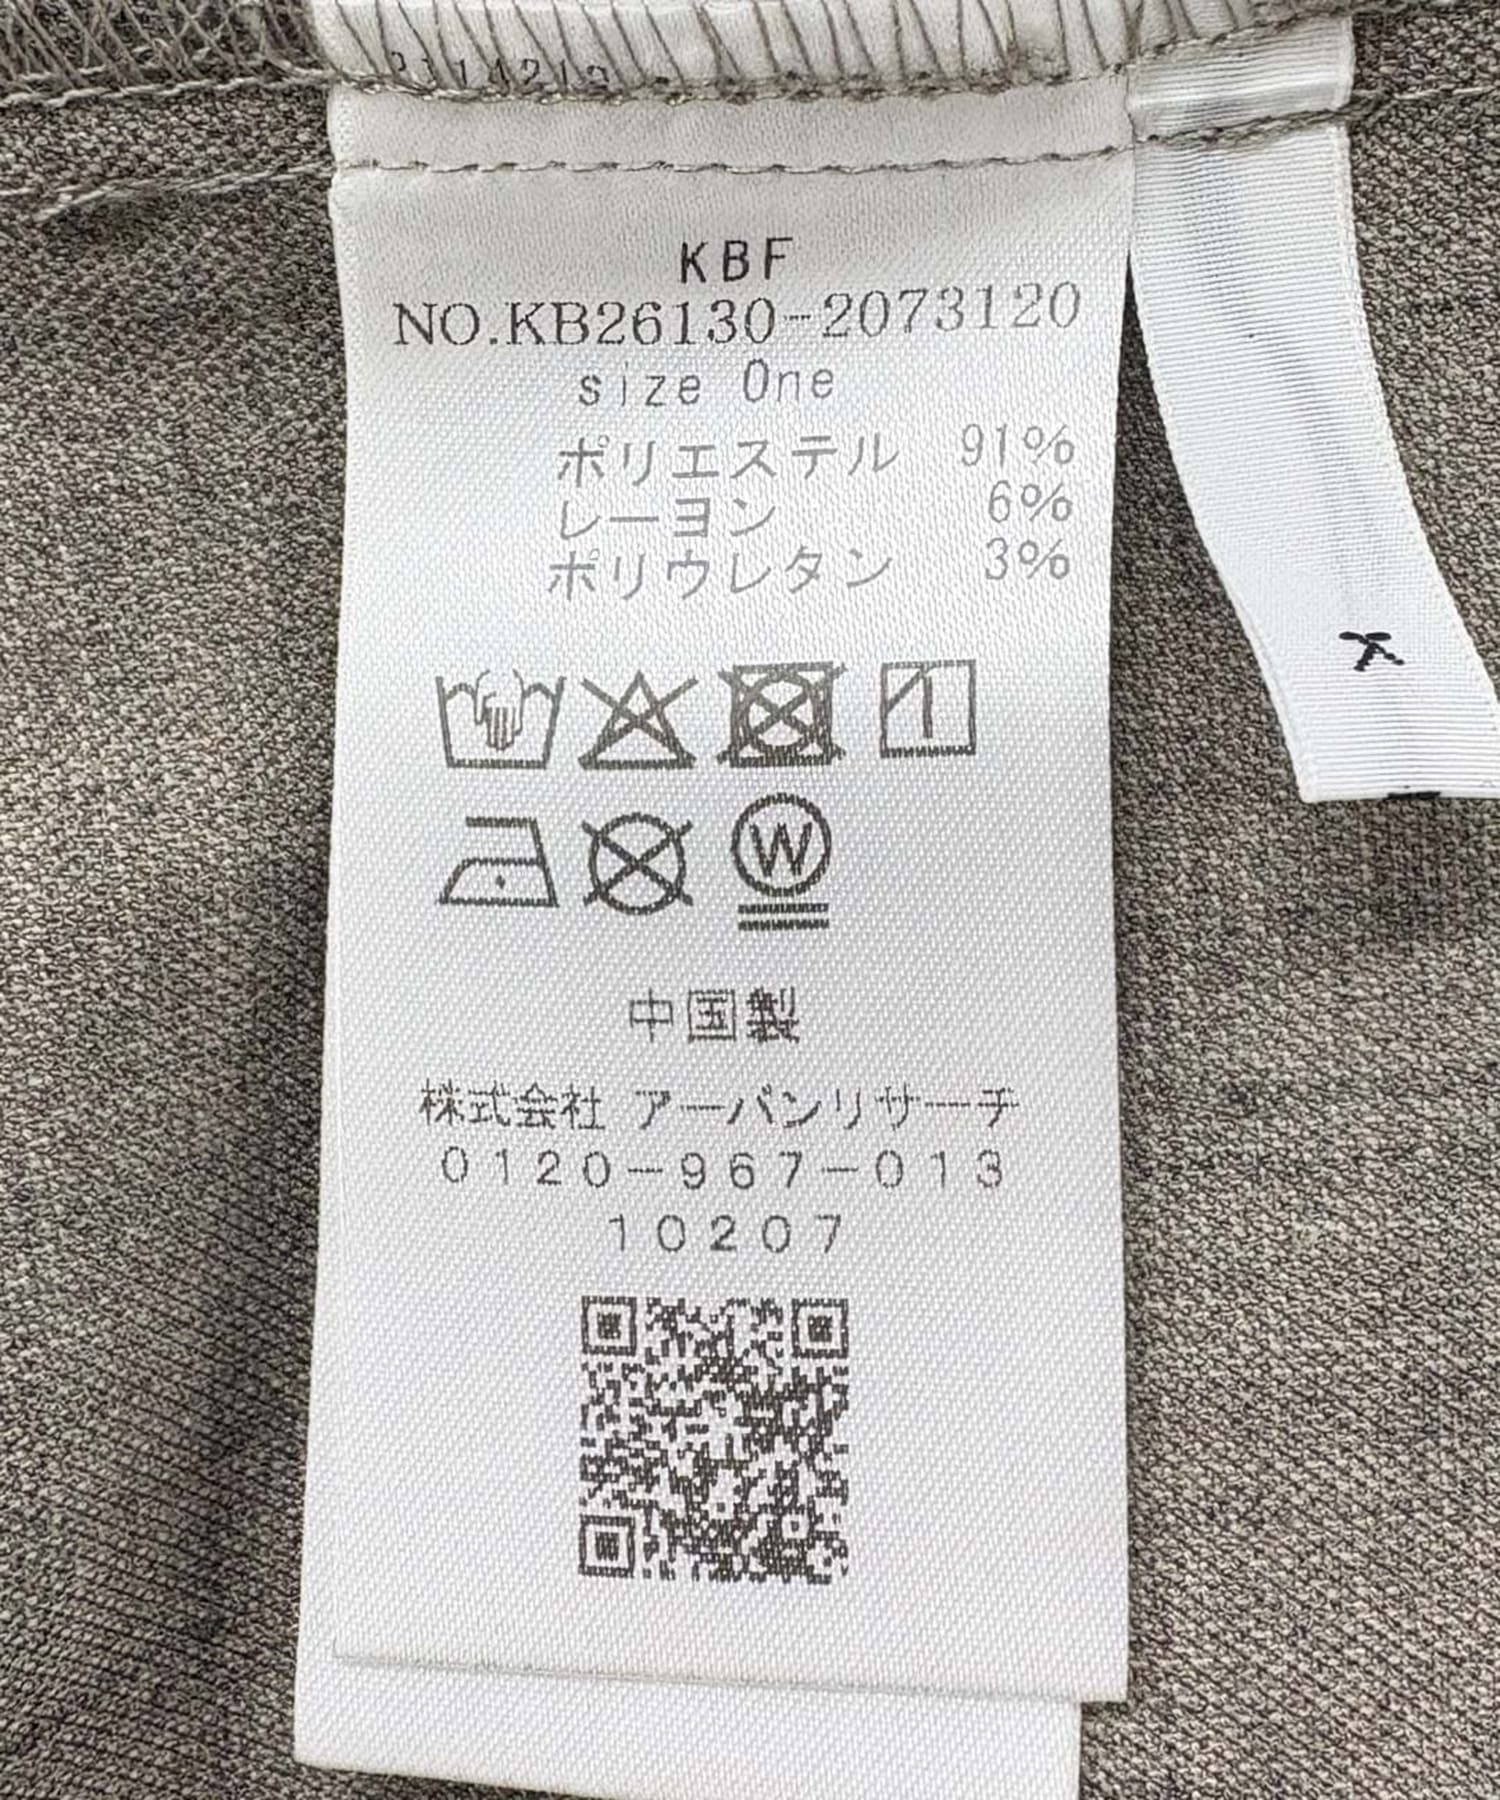 KBF
NO.KB26130-2073120
size One
ポリエステル 91%
レーヨン 6%
ポリウレタン 3%
W
中国製
株式会社 アーバンリサーチ
0120-967-013
10207